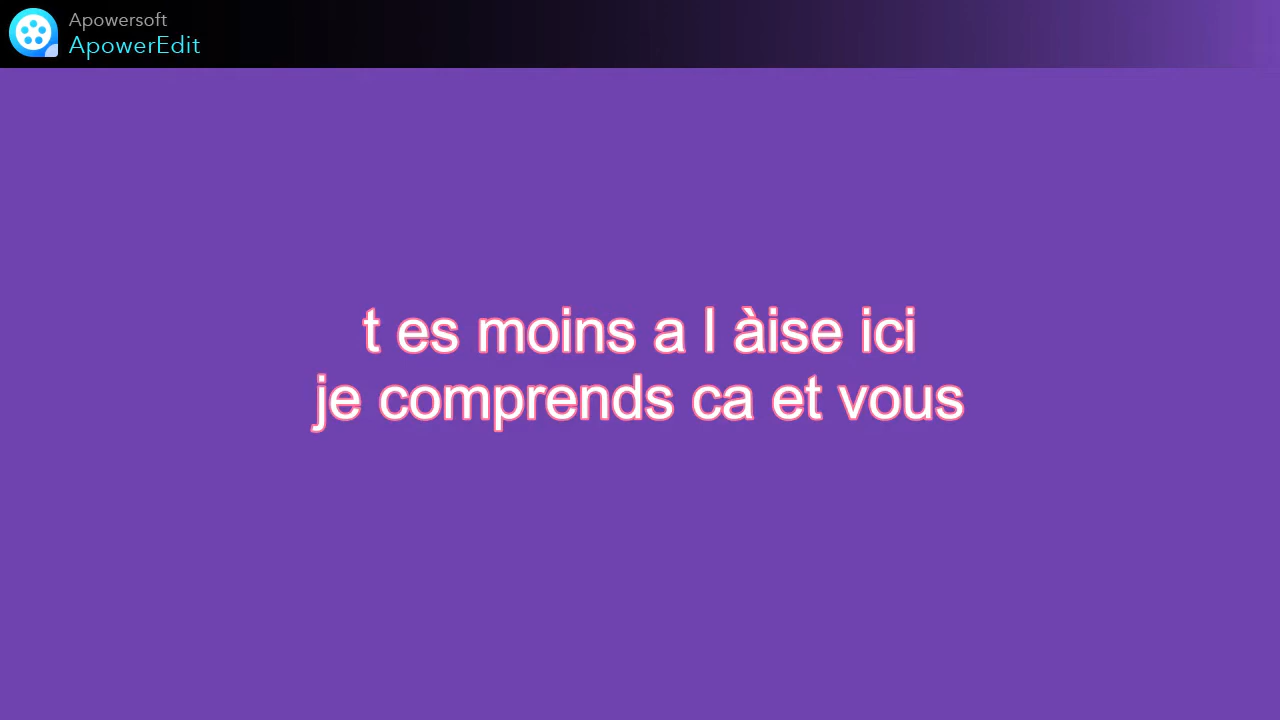 Apowersoft
ApowerEdit
t es moins a l àise ici
je comprends ca et vous